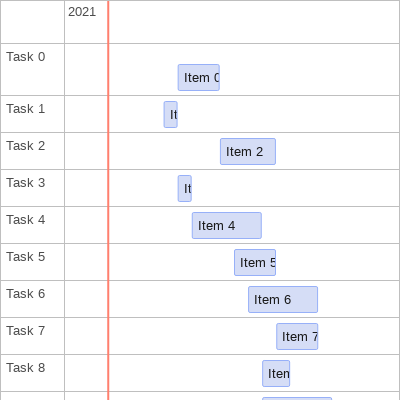 2021
Task 0
Item 0
Task 1
It
Task 2
Item 2
Task 3
It
Task 4
Item 4
Task 5
Item 5
Task 6
Item 6
Task 7
Item 7
Task 8
Iten